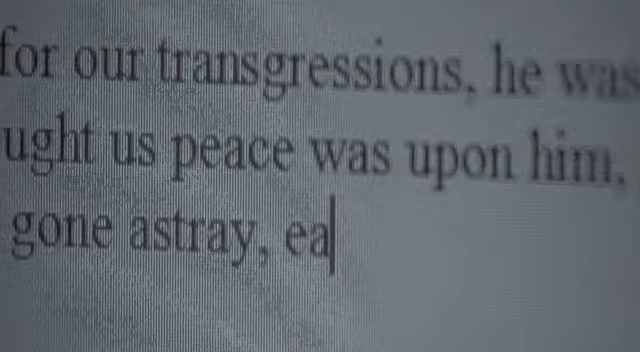 for our transgressions, he was
ught us peace was upon him,
gone astray, ea